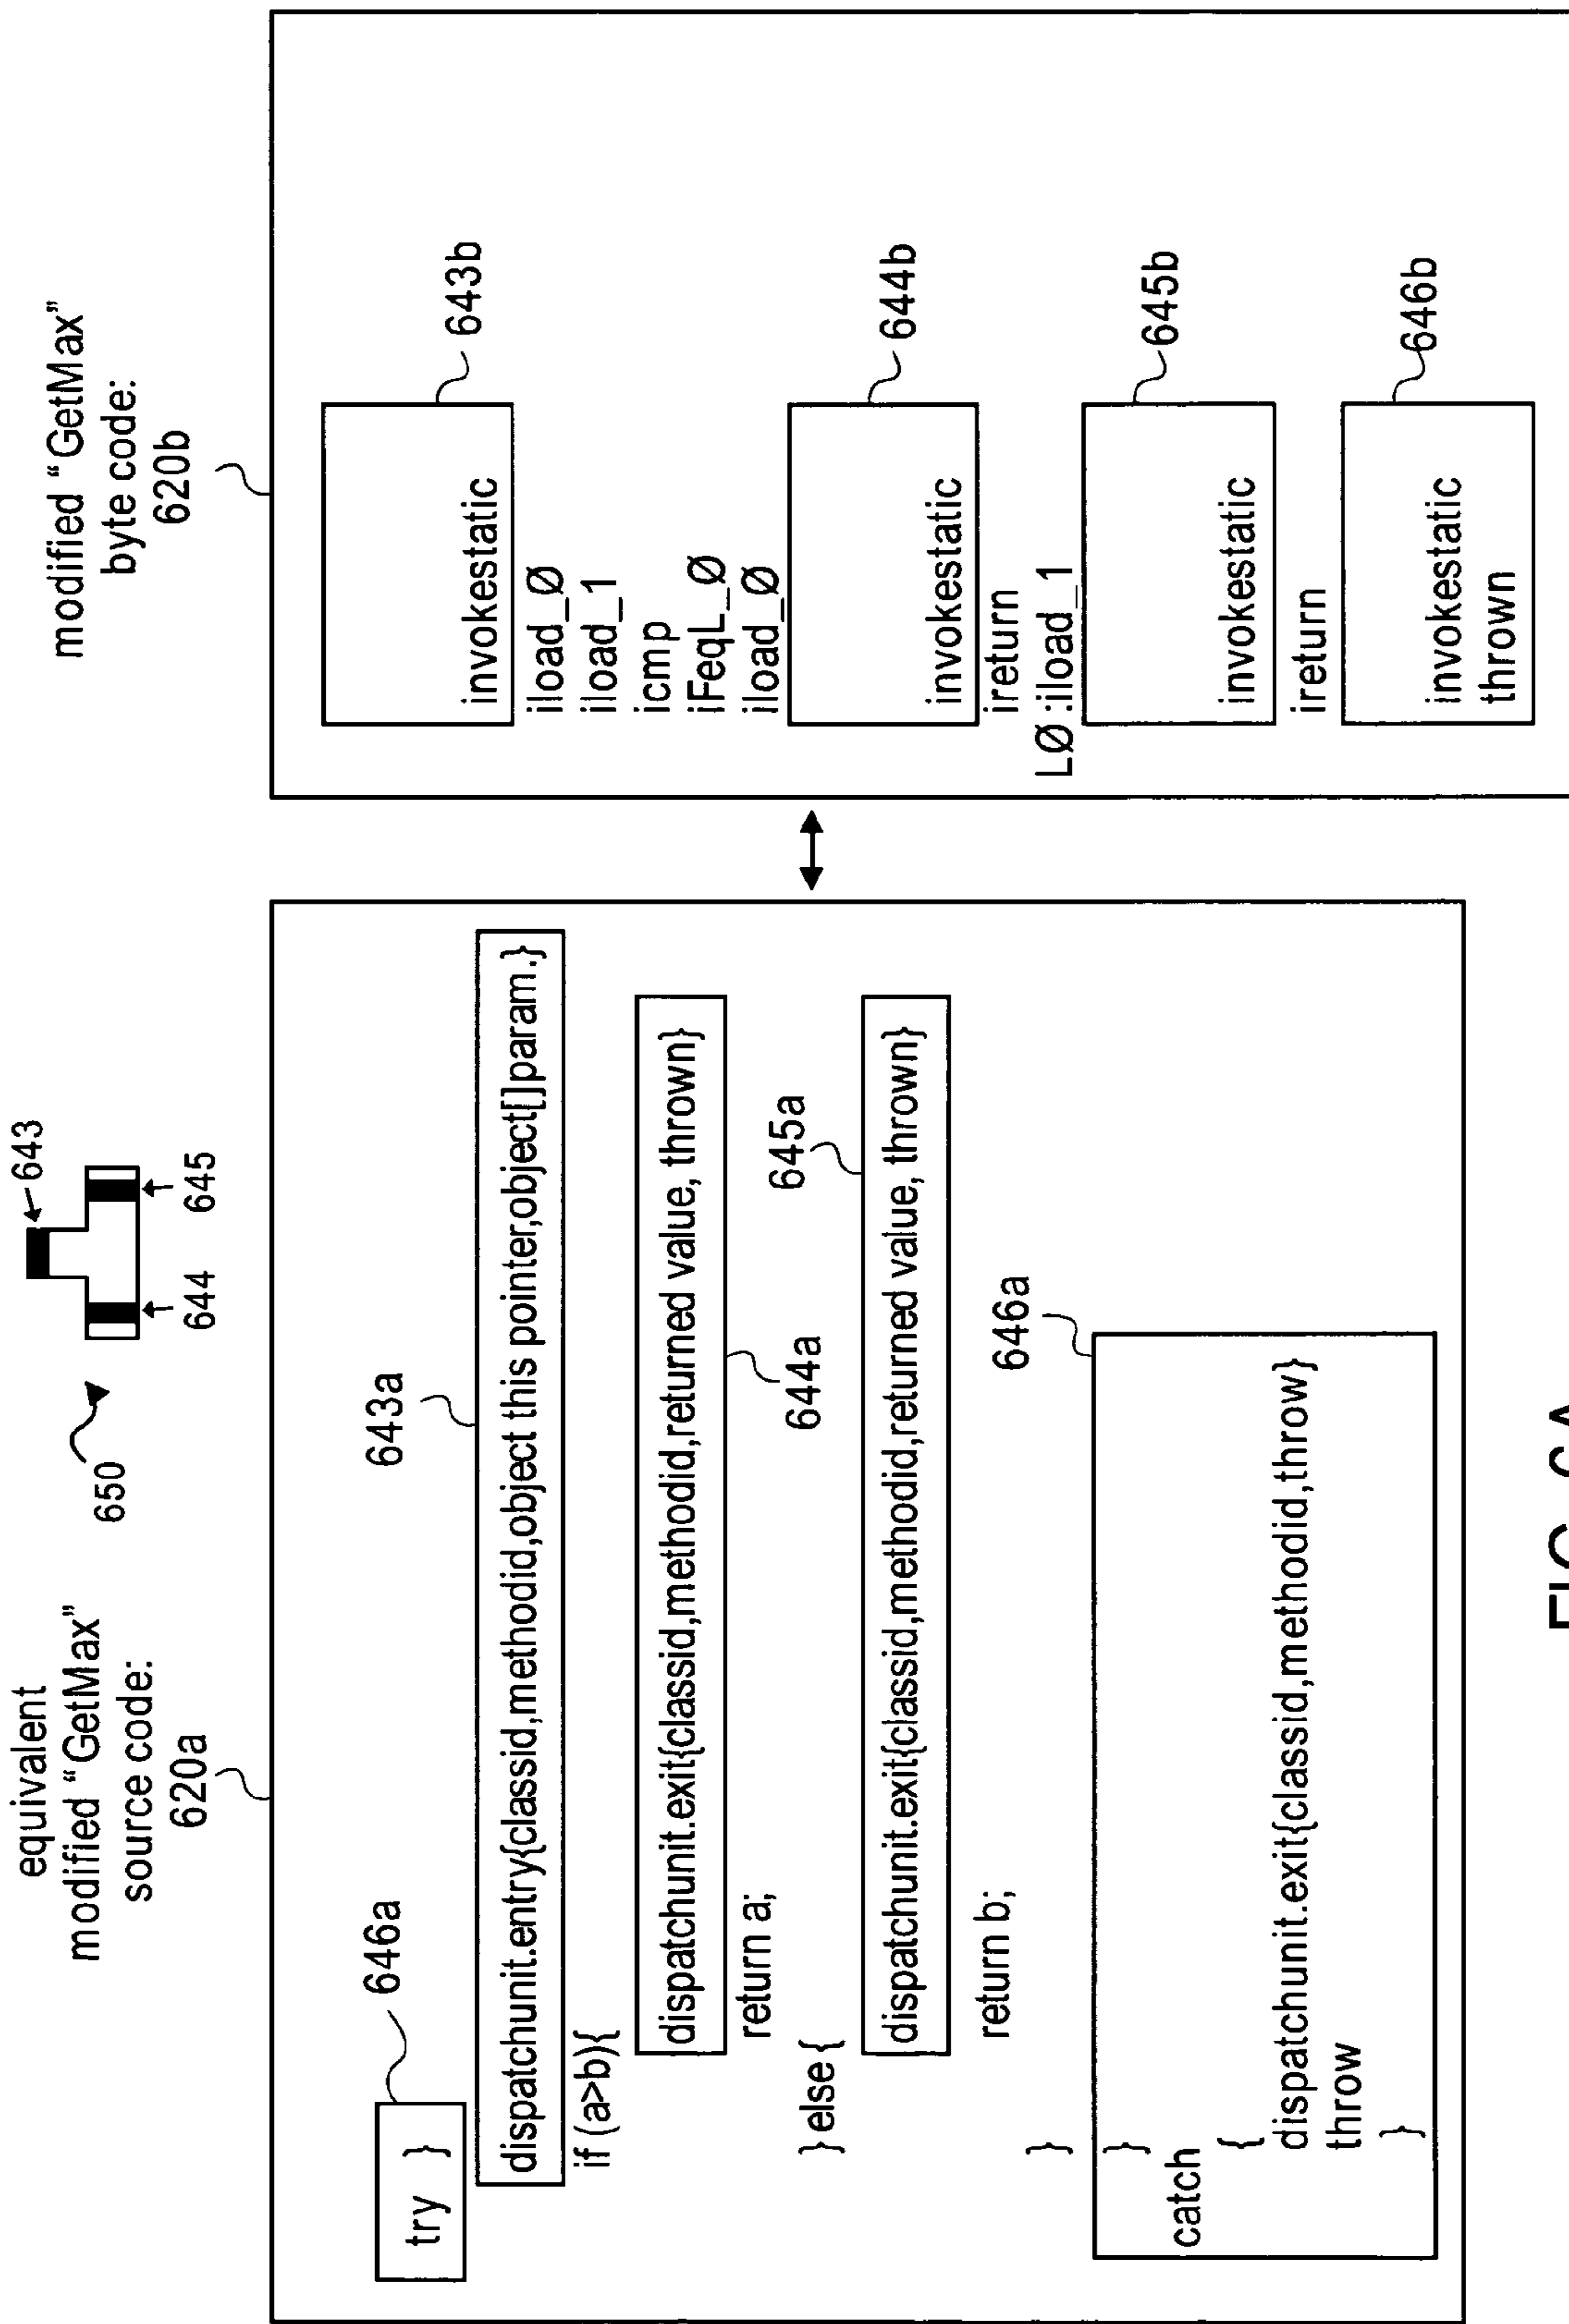 equivalent
modified “GetMax”
source code:
620a
650
643
644
645
646a
try }
643a
dispatchunit.entry{classid,methodid,object this pointer,object[]param.}
if (a>b){
dispatchunit.exit{classid,methodid,returned value, thrown}
644a
return a;
} else {
645a
dispatchunit.exit{classid,methodid,returned value, thrown}
return b;
}
646a
}
catch
{
dispatchunit.exit{classid,methodid,throw}
throw
}
modified “GetMax”
byte code:
620b
643b
invokestatic
iload_Ø
iload_1
icmp
iFeqL_Ø
iload_Ø
644b
invokestatic
ireturn
LØ:iload_1
645b
invokestatic
ireturn
646b
invokestatic
thrown